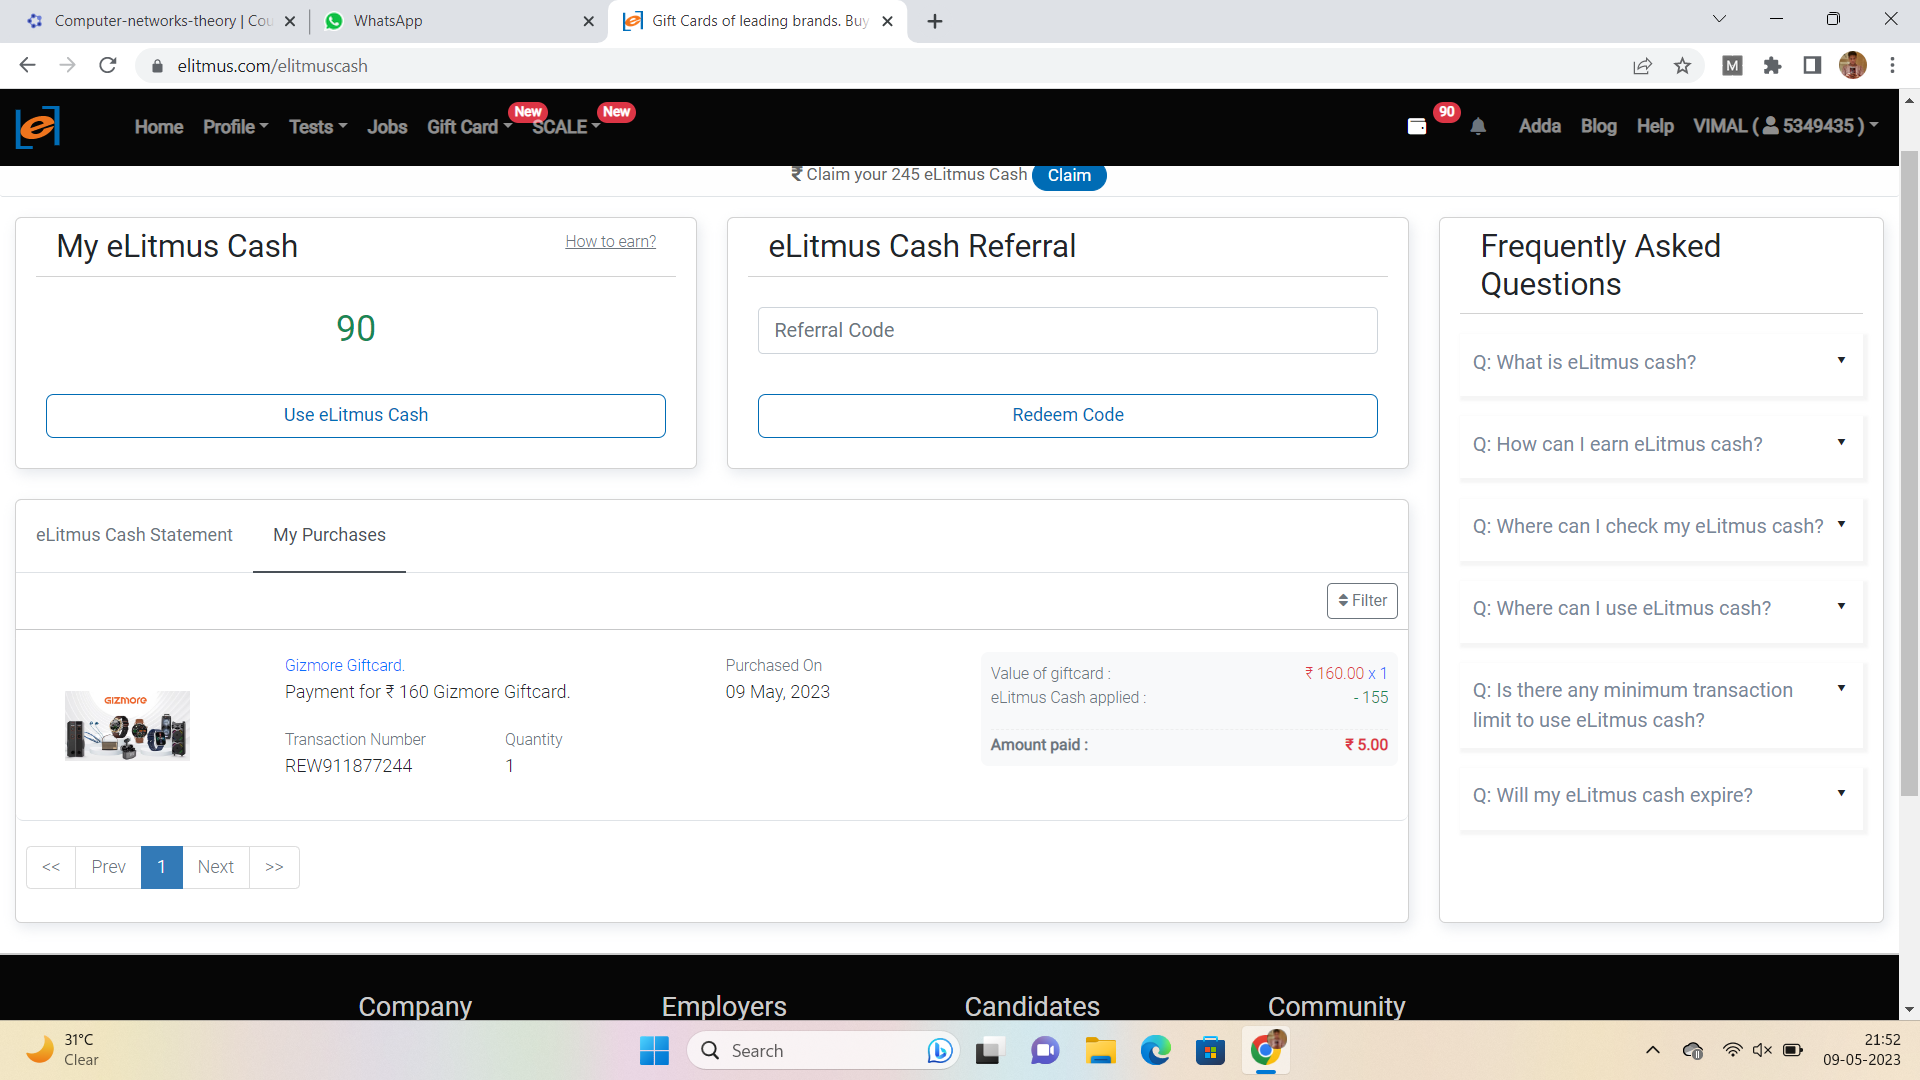 Computer-networks-theory | Cou
WhatsApp
Gift Cards of leading brands. Buy
elitmus.com/elitmuscash
M
e
Home
Profile
Tests
Jobs
Gift Card
New
SCALE
New
90
Adda
Blog
Help
VIMAL ( 5349435 )
₹ Claim your 245 eLitmus Cash
Claim
My eLitmus Cash
How to earn?
90
Use eLitmus Cash
eLitmus Cash Referral
Referral Code
Redeem Code
Frequently Asked
Questions
Q: What is eLitmus cash?
Q: How can I earn eLitmus cash?
Q: Where can I check my eLitmus cash?
Q: Where can I use eLitmus cash?
Q: Is there any minimum transaction
limit to use eLitmus cash?
Q: Will my eLitmus cash expire?
eLitmus Cash Statement
My Purchases
Filter
GIZMORE
Gizmore Giftcard.
Payment for ₹ 160 Gizmore Giftcard.
Transaction Number
REW911877244
Quantity
1
Purchased On
09 May, 2023
Value of giftcard :
₹ 160.00 x 1
eLitmus Cash applied :
- 155
Amount paid :
₹ 5.00
<<
Prev
1
Next
>>
Company
Employers
Candidates
Community
31°C
Clear
Search
21:52
09-05-2023